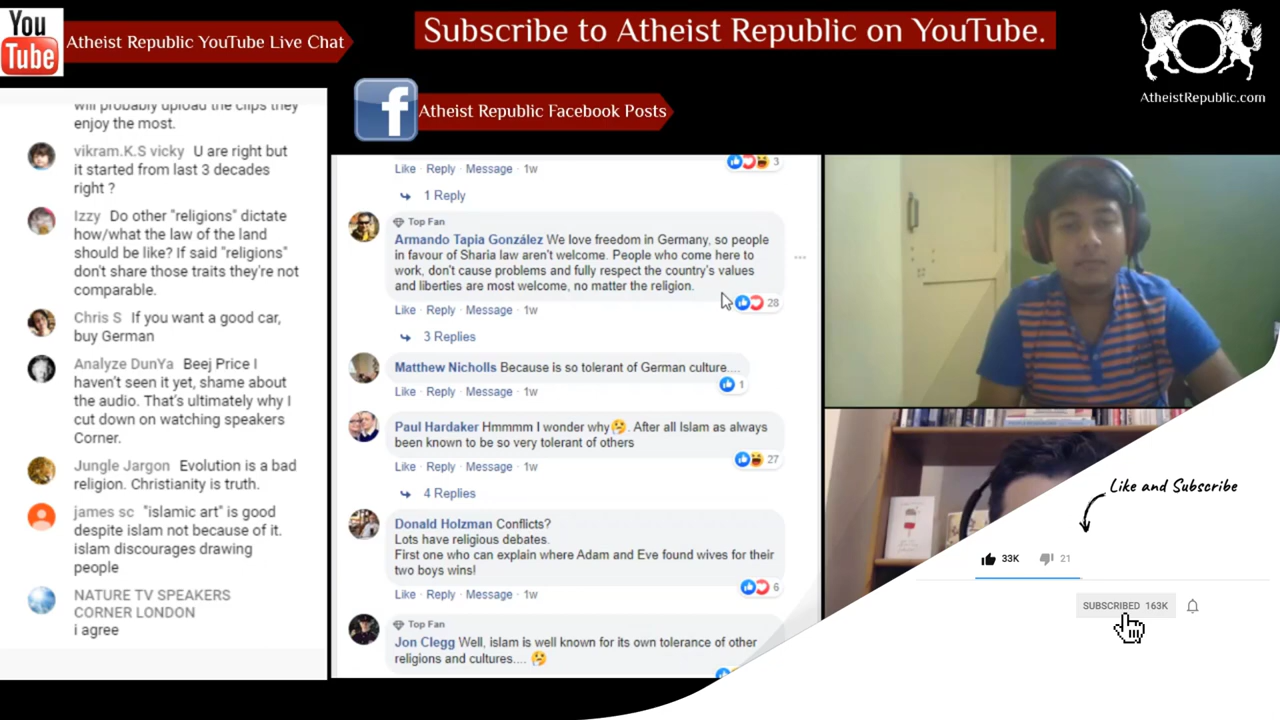 You
Tube
Atheist Republic YouTube Live Chat
Subscribe to Atheist Republic on YouTube.
AtheistRepublic.com
f
Atheist Republic Facebook Posts
will probably upload the clips they
enjoy the most.
vikram.K.S vicky U are right but
it started from last 3 decades
right ?
Izzy Do other "religions" dictate
how/what the law of the land
should be like? If said "religions"
don't share those traits they're not
comparable.
Chris S If you want a good car,
buy German
Analyze DunYa Beej Price I
haven't seen it yet, shame about
the audio. That's ultimately why I
cut down on watching speakers
Corner.
Jungle Jargon Evolution is a bad
religion. Christianity is truth.
james sc "islamic art" is good
despite islam not because of it.
islam discourages drawing
people
NATURE TV SPEAKERS
CORNER LONDON
i agree
Like · Reply · Message · 1w
3
1 Reply
Top Fan
Armando Tapia González We love freedom in Germany, so people
in favour of Sharia law aren't welcome. People who come here to
work, don't cause problems and fully respect the country's values
and liberties are most welcome, no matter the religion.
28
Like · Reply · Message · 1w
3 Replies
Matthew Nicholls Because is so tolerant of German culture....
1
Like · Reply · Message · 1w
Paul Hardaker Hmmmm I wonder why🤔. After all Islam as always
been known to be so very tolerant of others
27
Like · Reply · Message · 1w
4 Replies
Donald Holzman Conflicts?
Lots have religious debates.
First one who can explain where Adam and Eve found wives for their
two boys wins!
6
Like · Reply · Message · 1w
Top Fan
Jon Clegg Well, islam is well known for its own tolerance of other
religions and cultures.... 🤔
Like and Subscribe
33K
21
SUBSCRIBED 163K